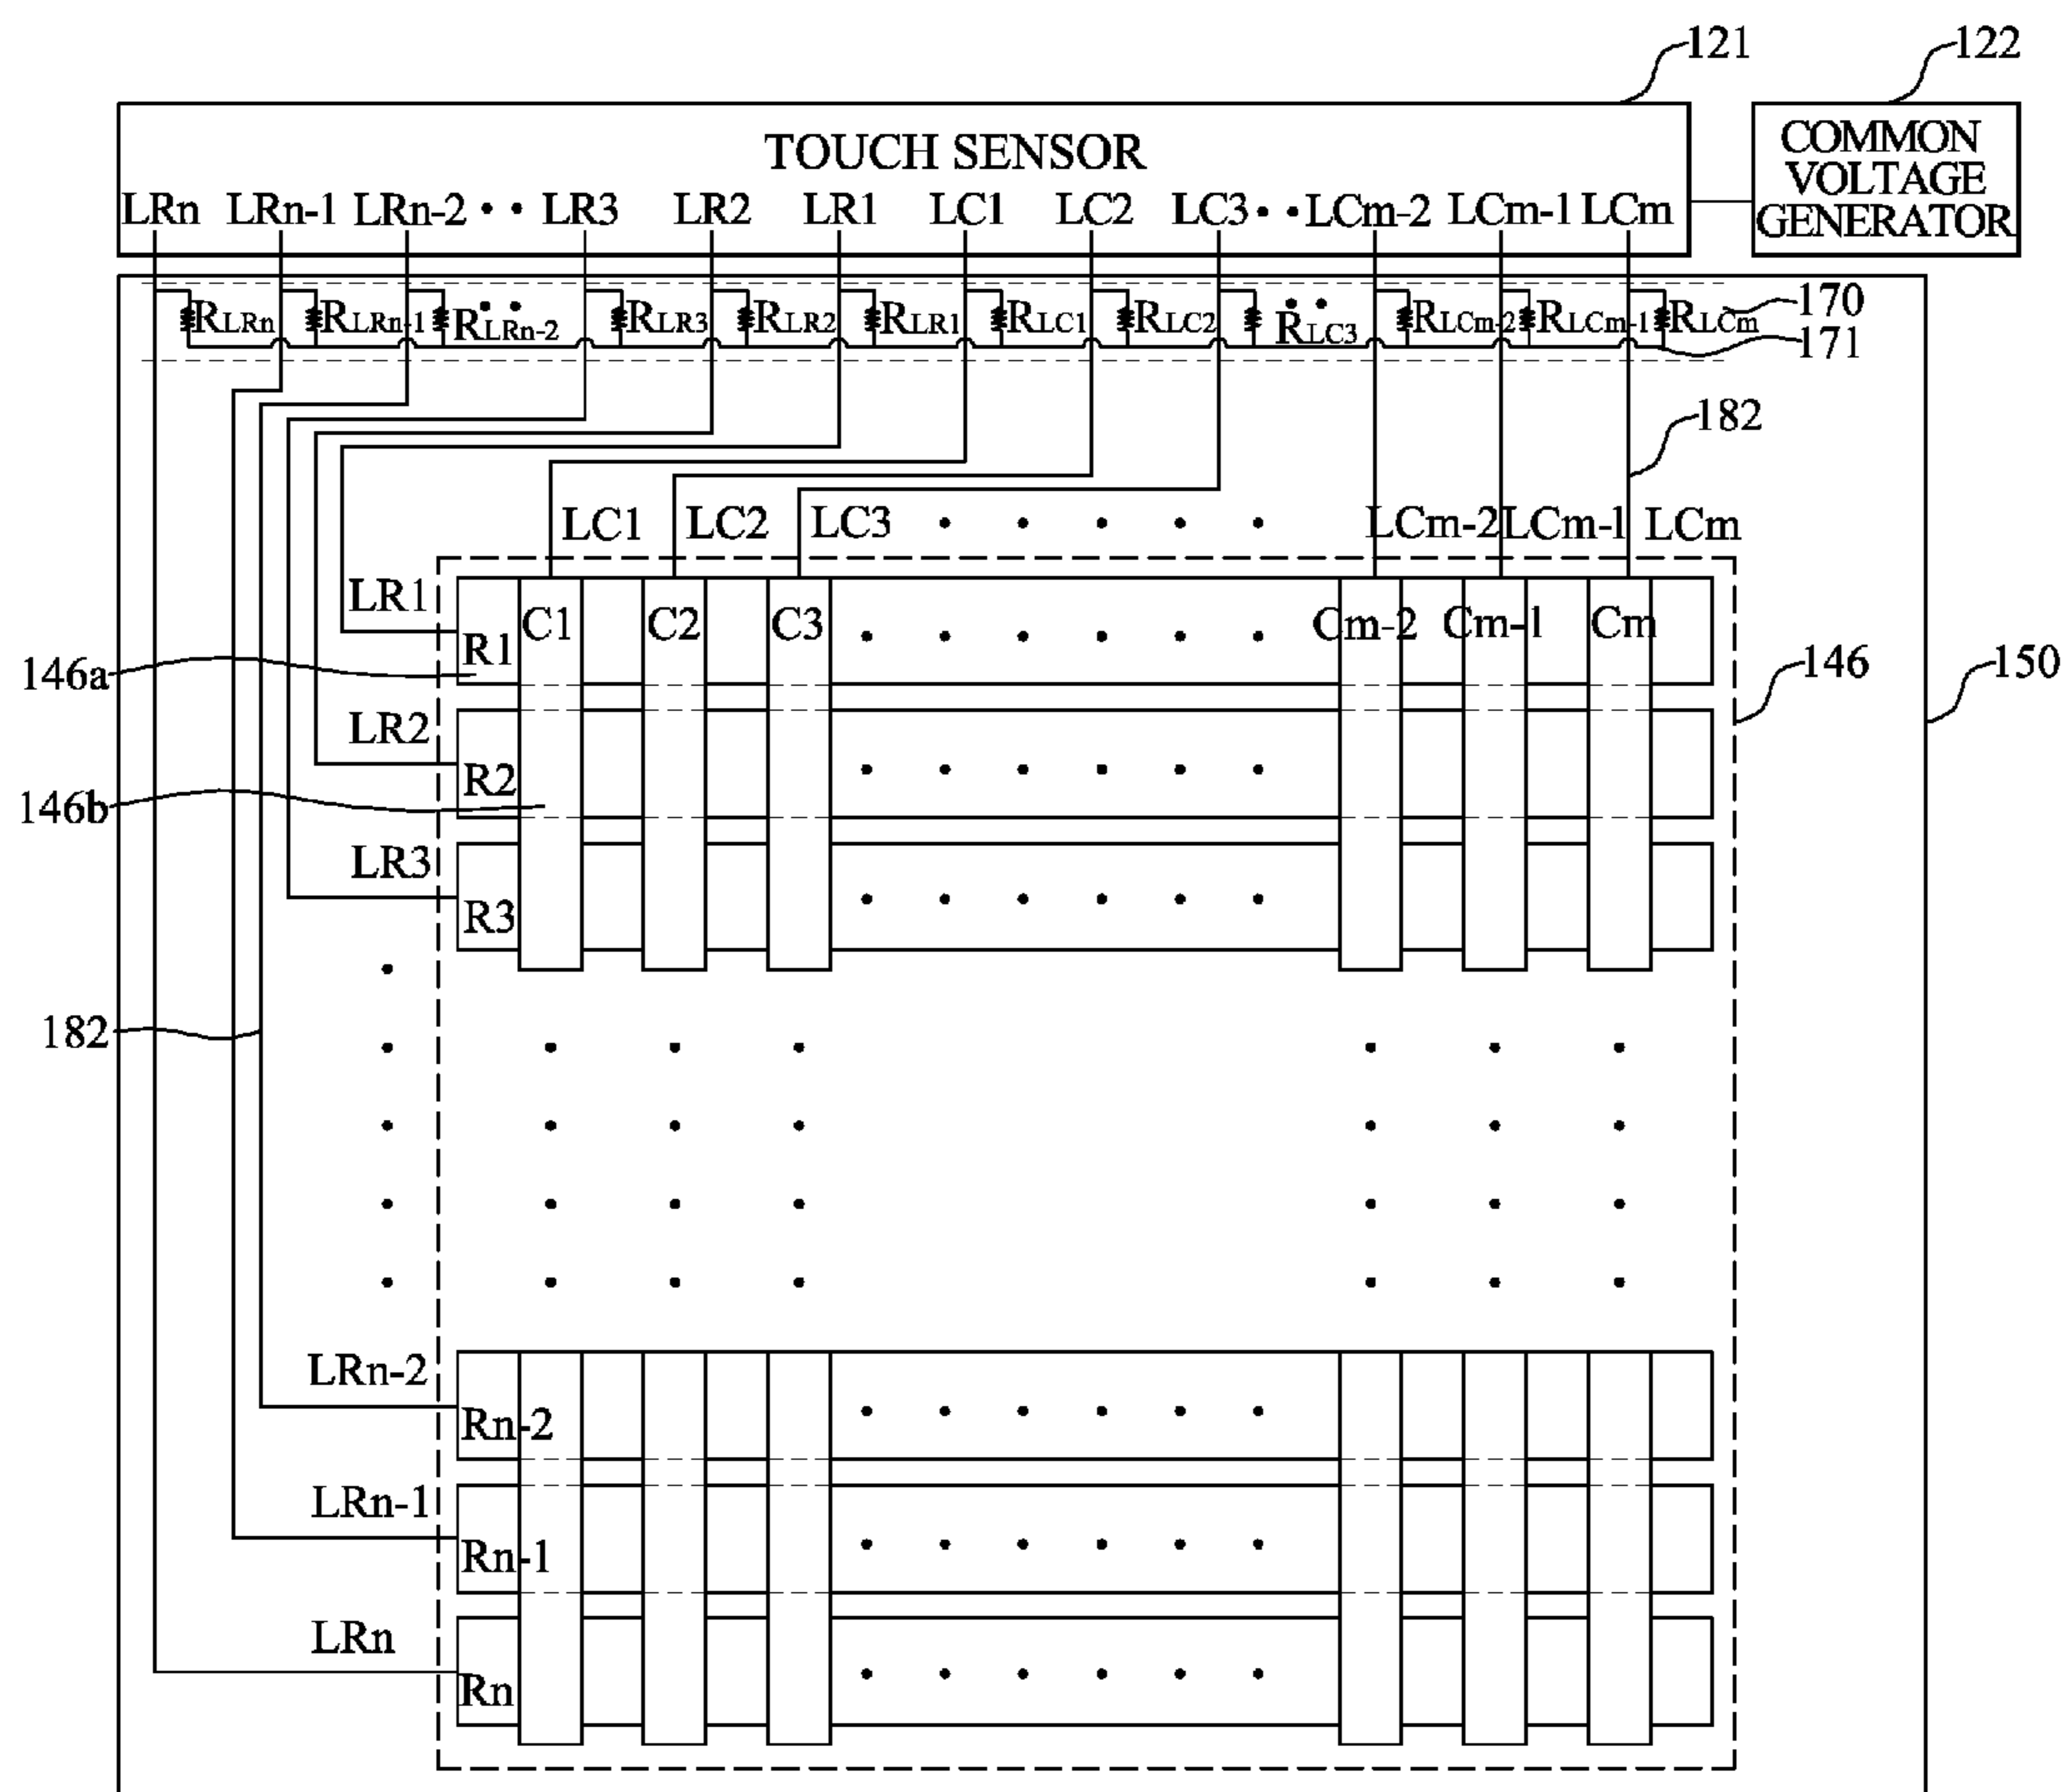 121
122
TOUCH SENSOR
COMMON
VOLTAGE
GENERATOR
LRn LRn-1 LRn-2 • • LR3 LR2 LR1 LC1 LC2 LC3 • • LCm-2 LCm-1 LCm
RLRn RLRn-1 RLRn-2 • • RLR3 RLR2 RLR1 RLC1 RLC2 RLC3 • • RLCm-2 RLCm-1 RLCm
170
171
182
LC1 LC2 LC3 • • • • • LCm-2 LCm-1 LCm
LR1
C1 C2 C3 • • • • • • Cm-2 Cm-1 Cm
R1
146a
146
150
LR2
R2
146b
LR3
R3
182
LRn-2
Rn-2
LRn-1
Rn-1
LRn
Rn